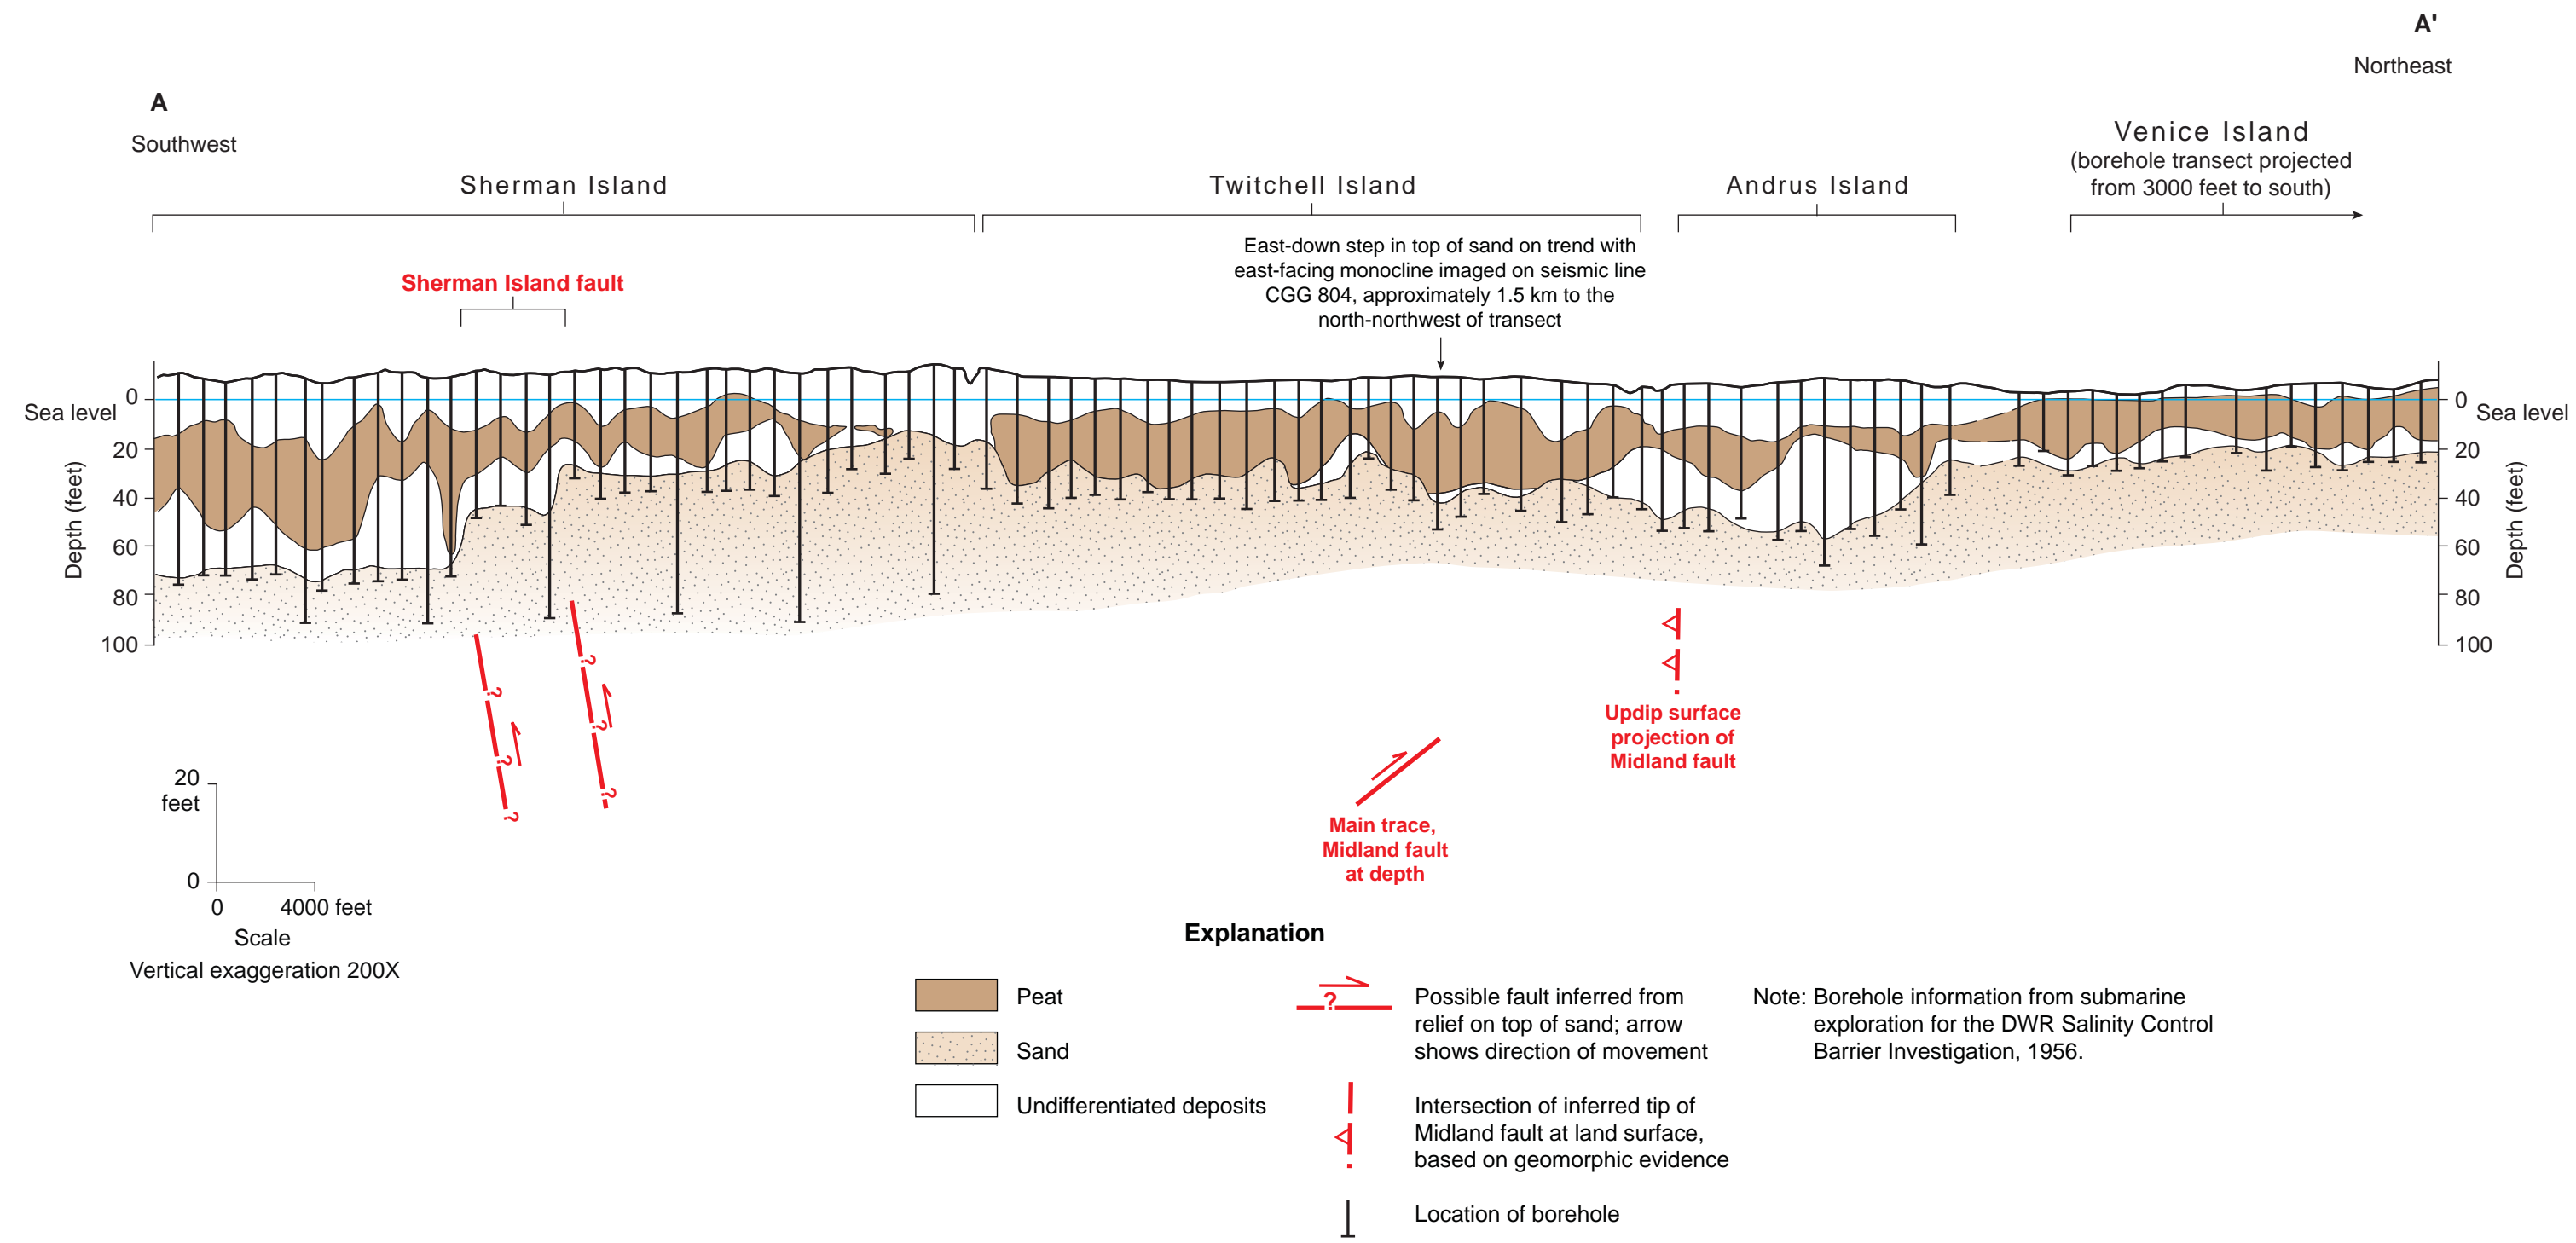 A'
Northeast
A
Southwest
Venice Island
(borehole transect projected
from 3000 feet to south)
Sherman Island
Twitchell Island
Andrus Island
East-down step in top of sand on trend with
east-facing monocline imaged on seismic line
CGG 804, approximately 1.5 km to the
north-northwest of transect
Sherman Island fault
0
Sea level
20
40
60
80
100
Depth (feet)
0
Sea level
20
40
60
80
100
Depth (feet)
?
?
?
?
?
?
Updip surface
projection of
Midland fault
Main trace,
Midland fault
at depth
20
feet
0
0 4000 feet
Scale
Vertical exaggeration 200X
Explanation
Peat
Sand
Undifferentiated deposits
?
Possible fault inferred from
relief on top of sand; arrow
shows direction of movement
Intersection of inferred tip of
Midland fault at land surface,
based on geomorphic evidence
Location of borehole
Note: Borehole information from submarine
exploration for the DWR Salinity Control
Barrier Investigation, 1956.